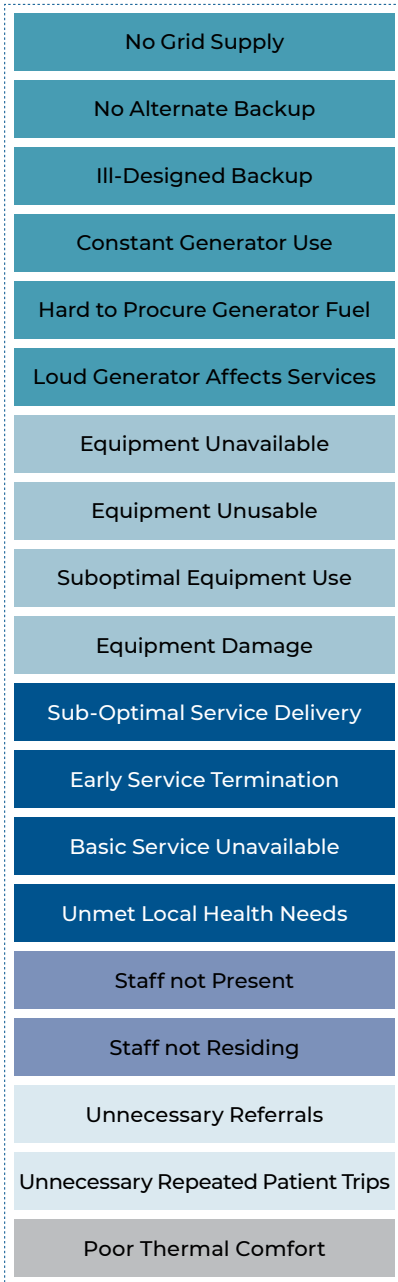 No Grid Supply
No Alternate Backup
Ill-Designed Backup
Constant Generator Use
Hard to Procure Generator Fuel
Loud Generator Affects Services
Equipment Unavailable
Equipment Unusable
Suboptimal Equipment Use
Equipment Damage
Sub-Optimal Service Delivery
Early Service Termination
Basic Service Unavailable
Unmet Local Health Needs
Staff not Present
Staff not Residing
Unnecessary Referrals
Unnecessary Repeated Patient Trips
Poor Thermal Comfort